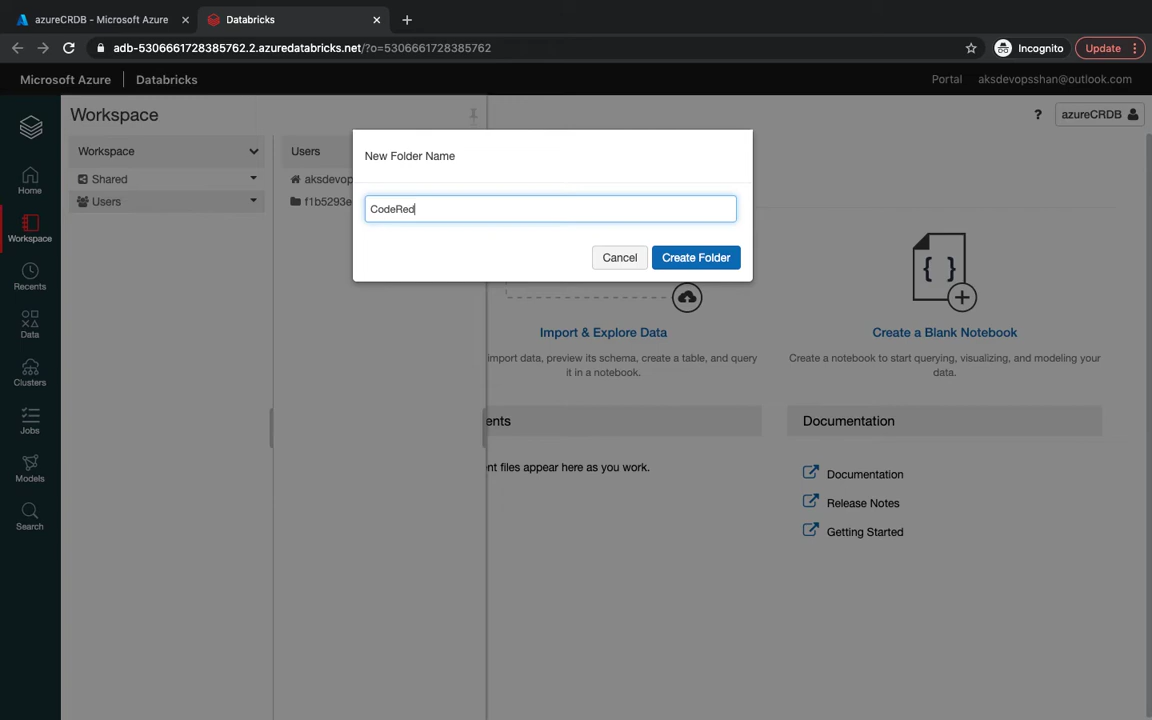 azureCRDB - Microsoft Azure
Databricks
adb-5306661728385762.2.azuredatabricks.net/?o=5306661728385762
Incognito
Update
Microsoft Azure
Databricks
Portal
aksdevopsshan@outlook.com
Workspace
? azureCRDB
Home
Workspace
Recents
Data
Clusters
Jobs
Models
Search
Workspace
Shared
Users
Users
aksdevop
f1b5293e
New Folder Name
CodeRed
Cancel
Create Folder
Import & Explore Data
import data, preview its schema, create a table, and query
it in a notebook.
Create a Blank Notebook
Create a notebook to start querying, visualizing, and modeling your
data.
ents
nt files appear here as you work.
Documentation
Documentation
Release Notes
Getting Started